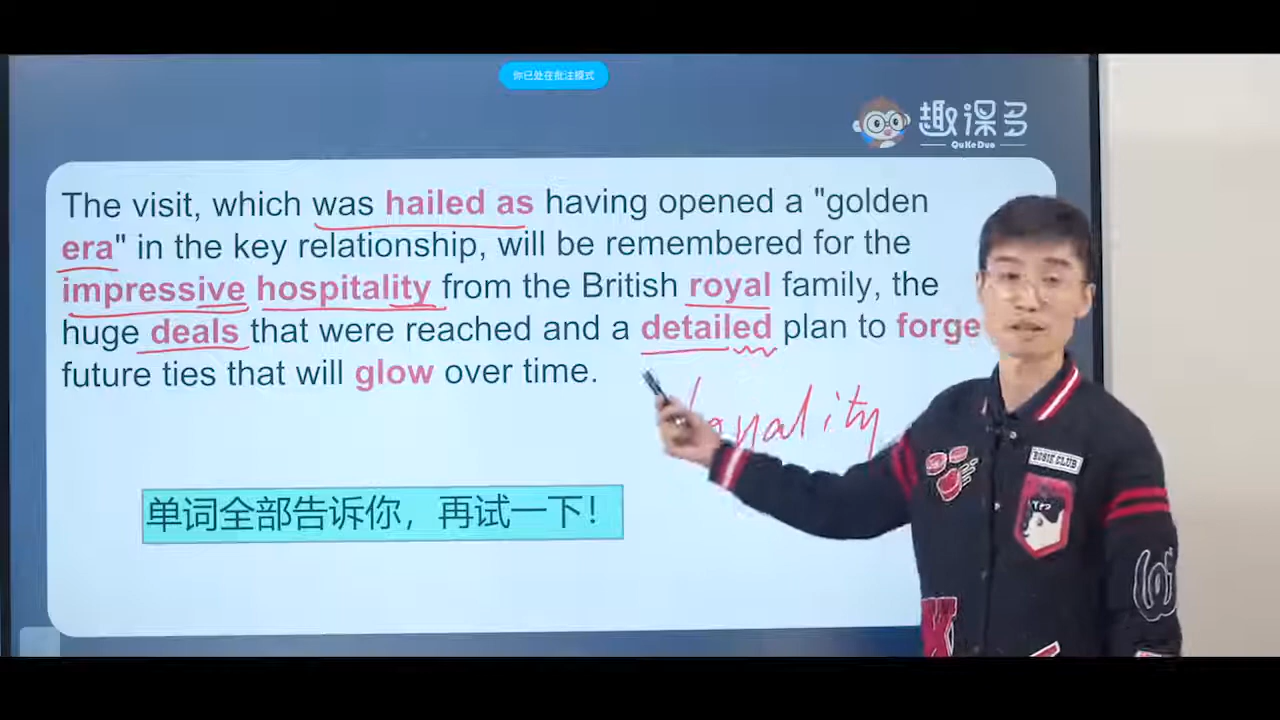 你已处在批注模式
趣课多
QuKeDuo
The visit, which was hailed as having opened a "golden
era" in the key relationship, will be remembered for the
impressive hospitality from the British royal family, the
huge deals that were reached and a detailed plan to forge
future ties that will glow over time.
单词全部告诉你，再试一下！
ROSIE CLUB